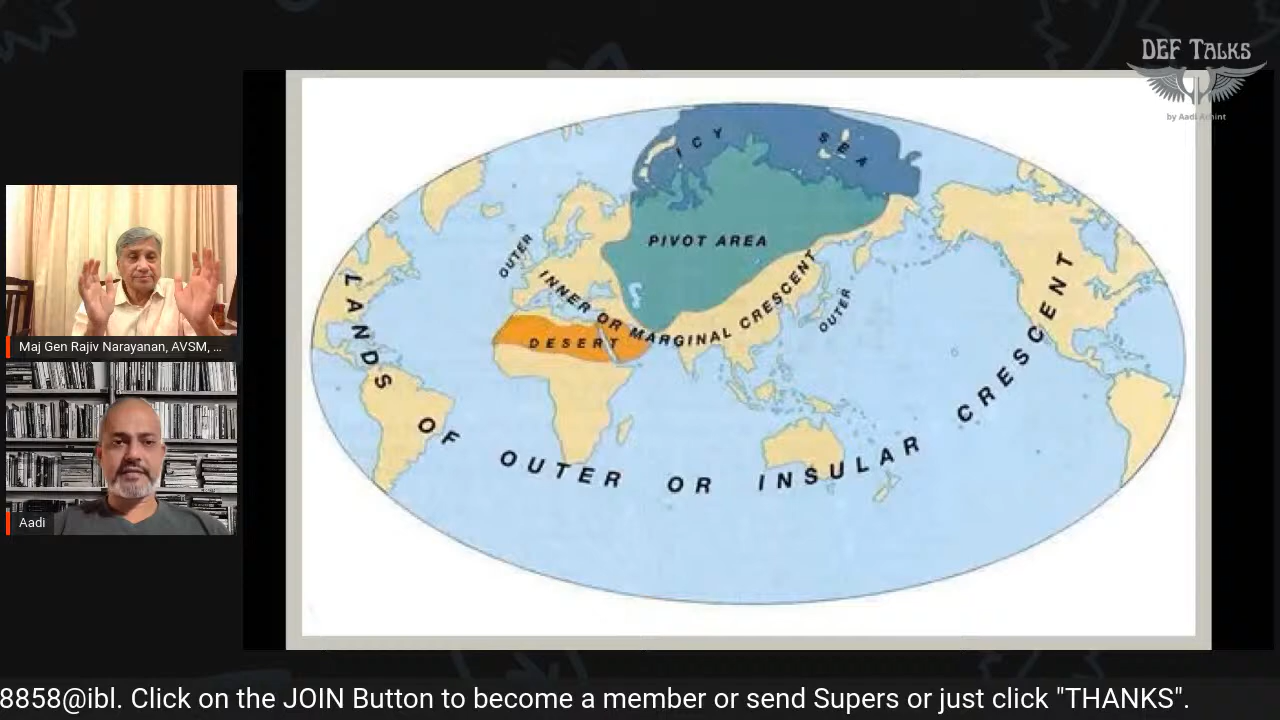 DEF TALKS
by Aadi Achint
ICY SEA
PIVOT AREA
OUTER
INNER OR MARGINAL CRESCENT
OUTER
DESERT
LANDS OF OUTER OR INSULAR CRESCENT
Maj Gen Rajiv Narayanan, AVSM, ...
Aadi
8858@ibl. Click on the JOIN Button to become a member or send Supers or just click "THANKS".